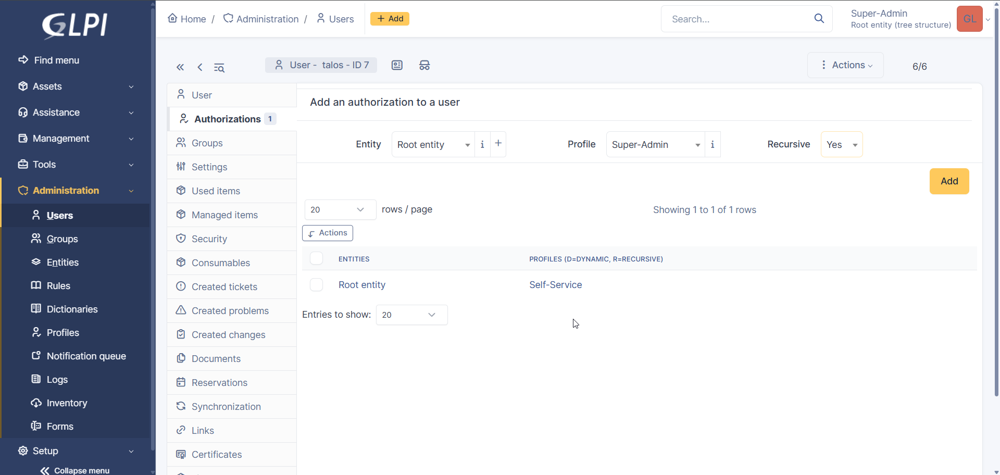 GLPI
Find menu
Assets
Assistance
Management
Tools
Administration
Users
Groups
Entities
Rules
Dictionaries
Profiles
Notification queue
Logs
Inventory
Forms
Setup
Collapse menu
Home / Administration / Users
+ Add
Search...
Super-Admin
Root entity (tree structure)
GL
User - talos - ID 7
Actions
6/6
User
Authorizations 1
Groups
Settings
Used items
Managed items
Security
Consumables
Created tickets
Created problems
Created changes
Documents
Reservations
Synchronization
Links
Certificates
Add an authorization to a user
Entity Root entity i + Profile Super-Admin i Recursive Yes
Add
20 rows / page Showing 1 to 1 of 1 rows
Actions
ENTITIES PROFILES (D=DYNAMIC, R=RECURSIVE)
Root entity Self-Service
Entries to show: 20